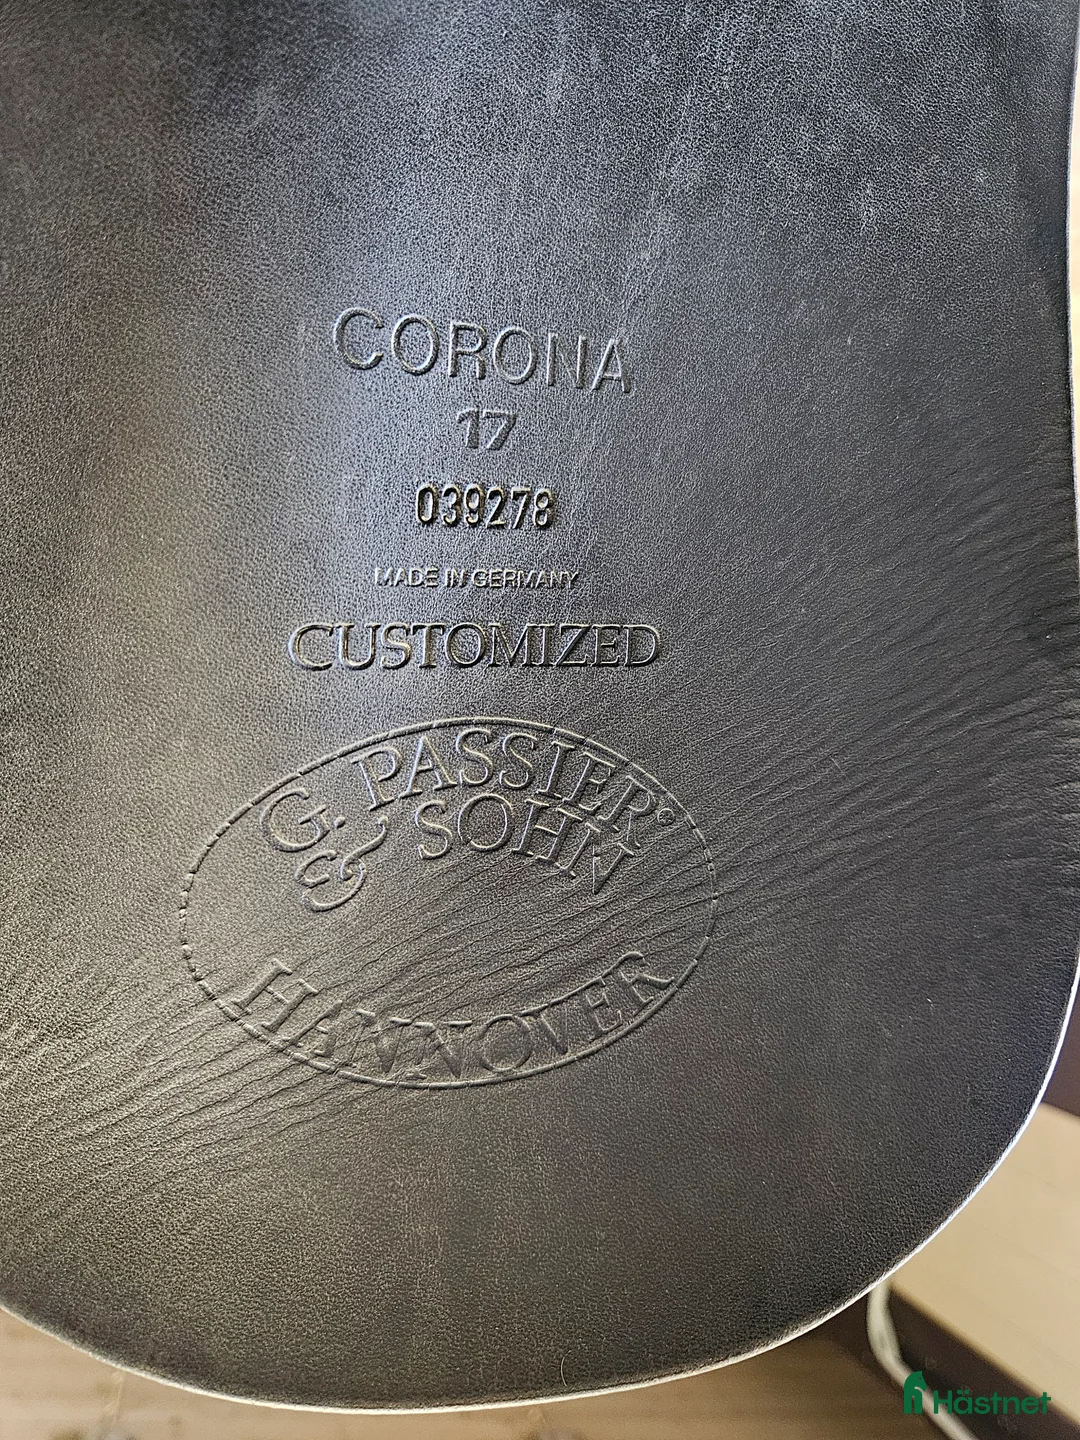 CORONA
17
039278
MADE IN GERMANY
CUSTOMIZED
G. PASSIER®
& SOHN
HANNOVER
Hästnet